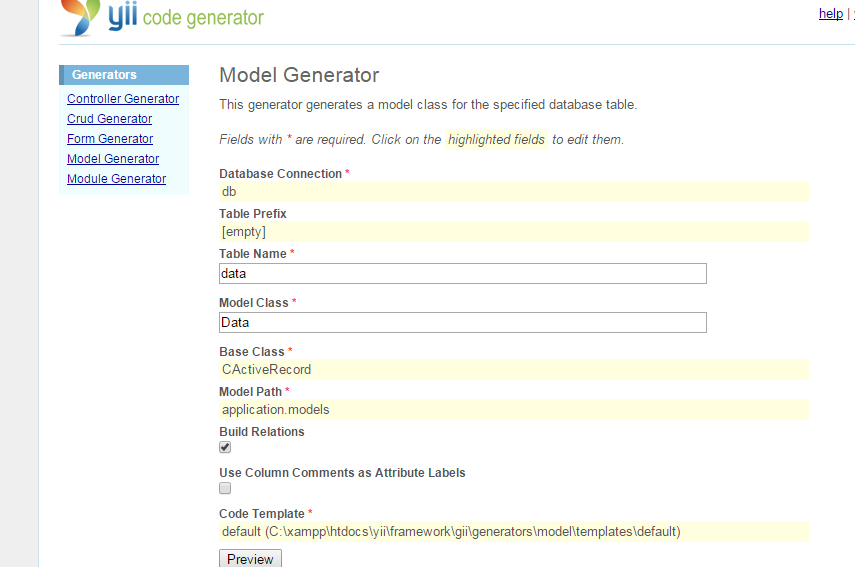 yii code generator
help |
Generators
Controller Generator
Crud Generator
Form Generator
Model Generator
Module Generator
Model Generator
This generator generates a model class for the specified database table.
Fields with * are required. Click on the highlighted fields to edit them.
Database Connection *
db
Table Prefix
[empty]
Table Name *
data
Model Class *
Data
Base Class *
CActiveRecord
Model Path *
application.models
Build Relations
Use Column Comments as Attribute Labels
Code Template *
default (C:\xampp\htdocs\yii\framework\gii\generators\model\templates\default)
Preview